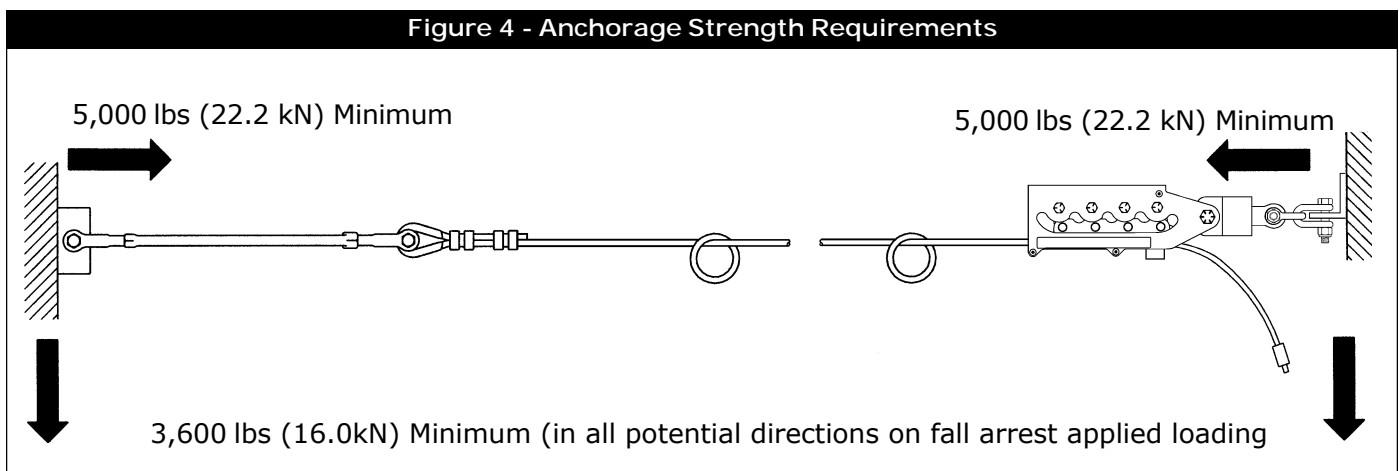 Figure 4 - Anchorage Strength Requirements
5,000 lbs (22.2 kN) Minimum
5,000 lbs (22.2 kN) Minimum
3,600 lbs (16.0kN) Minimum (in all potential directions on fall arrest applied loading